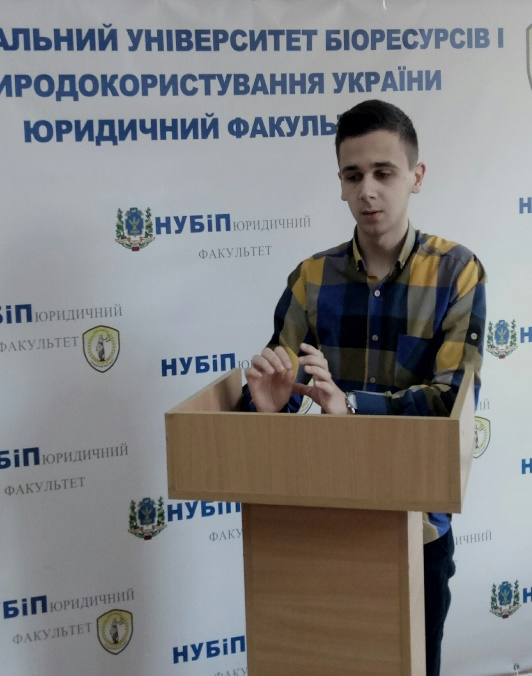 АЛЬНИЙ УНІВЕРСИТЕТ БІОРЕСУРСІВ І
ИРОДОКОРИСТУВАННЯ УКРАЇНИ
ЮРИДИЧНИЙ ФАКУЛЬ
НУБіП ЮРИДИЧНИЙ
ФАКУЛЬТЕТ
БіП ЮРИДИЧНИЙ
ФАКУЛЬТЕТ
НУБіП
БіП ЮРИДИЧНИЙ
ФАКУЛЬТЕТ
НУБіП
ФАКУ
БіП ЮРИДИЧНИЙ
ФАКУЛЬТЕТ
НУБіП